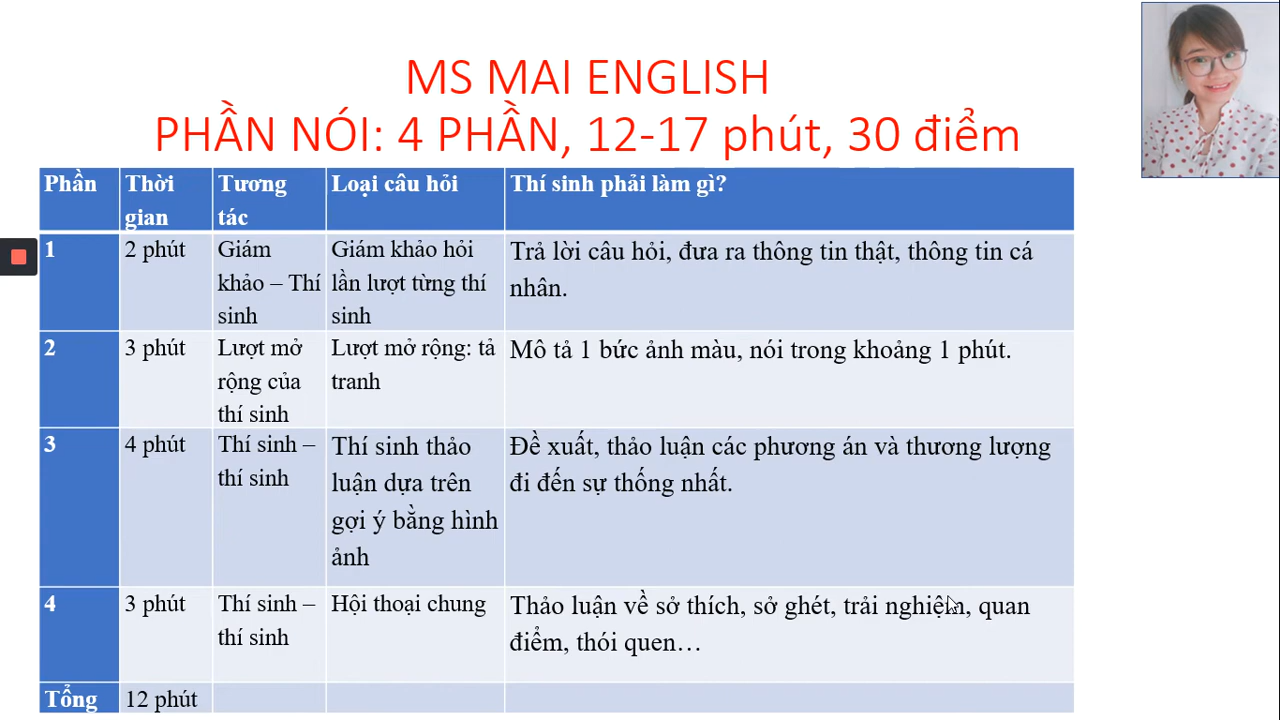 MS MAI ENGLISH
PHẦN NÓI: 4 PHẦN, 12-17 phút, 30 điểm
Phần
Thời
gian
Tương
tác
Loại câu hỏi
Thí sinh phải làm gì?
1
2 phút
Giám
khảo – Thí
sinh
Giám khảo hỏi
lần lượt từng thí
sinh
Trả lời câu hỏi, đưa ra thông tin thật, thông tin cá
nhân.
2
3 phút
Lượt mở
rộng của
thí sinh
Lượt mở rộng: tả
tranh
Mô tả 1 bức ảnh màu, nói trong khoảng 1 phút.
3
4 phút
Thí sinh –
thí sinh
Thí sinh thảo
luận dựa trên
gợi ý bằng hình
ảnh
Đề xuất, thảo luận các phương án và thương lượng
đi đến sự thống nhất.
4
3 phút
Thí sinh –
thí sinh
Hội thoại chung
Thảo luận về sở thích, sở ghét, trải nghiệm, quan
điểm, thói quen…
Tổng
12 phút